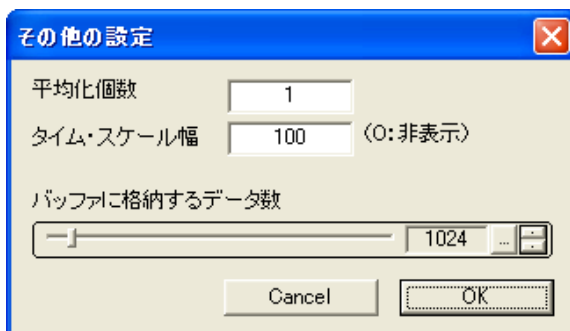 その他の設定
平均化個数 1
タイム・スケール幅 100 (0:非表示)
バッファに格納するデータ数
1024 ...
Cancel OK